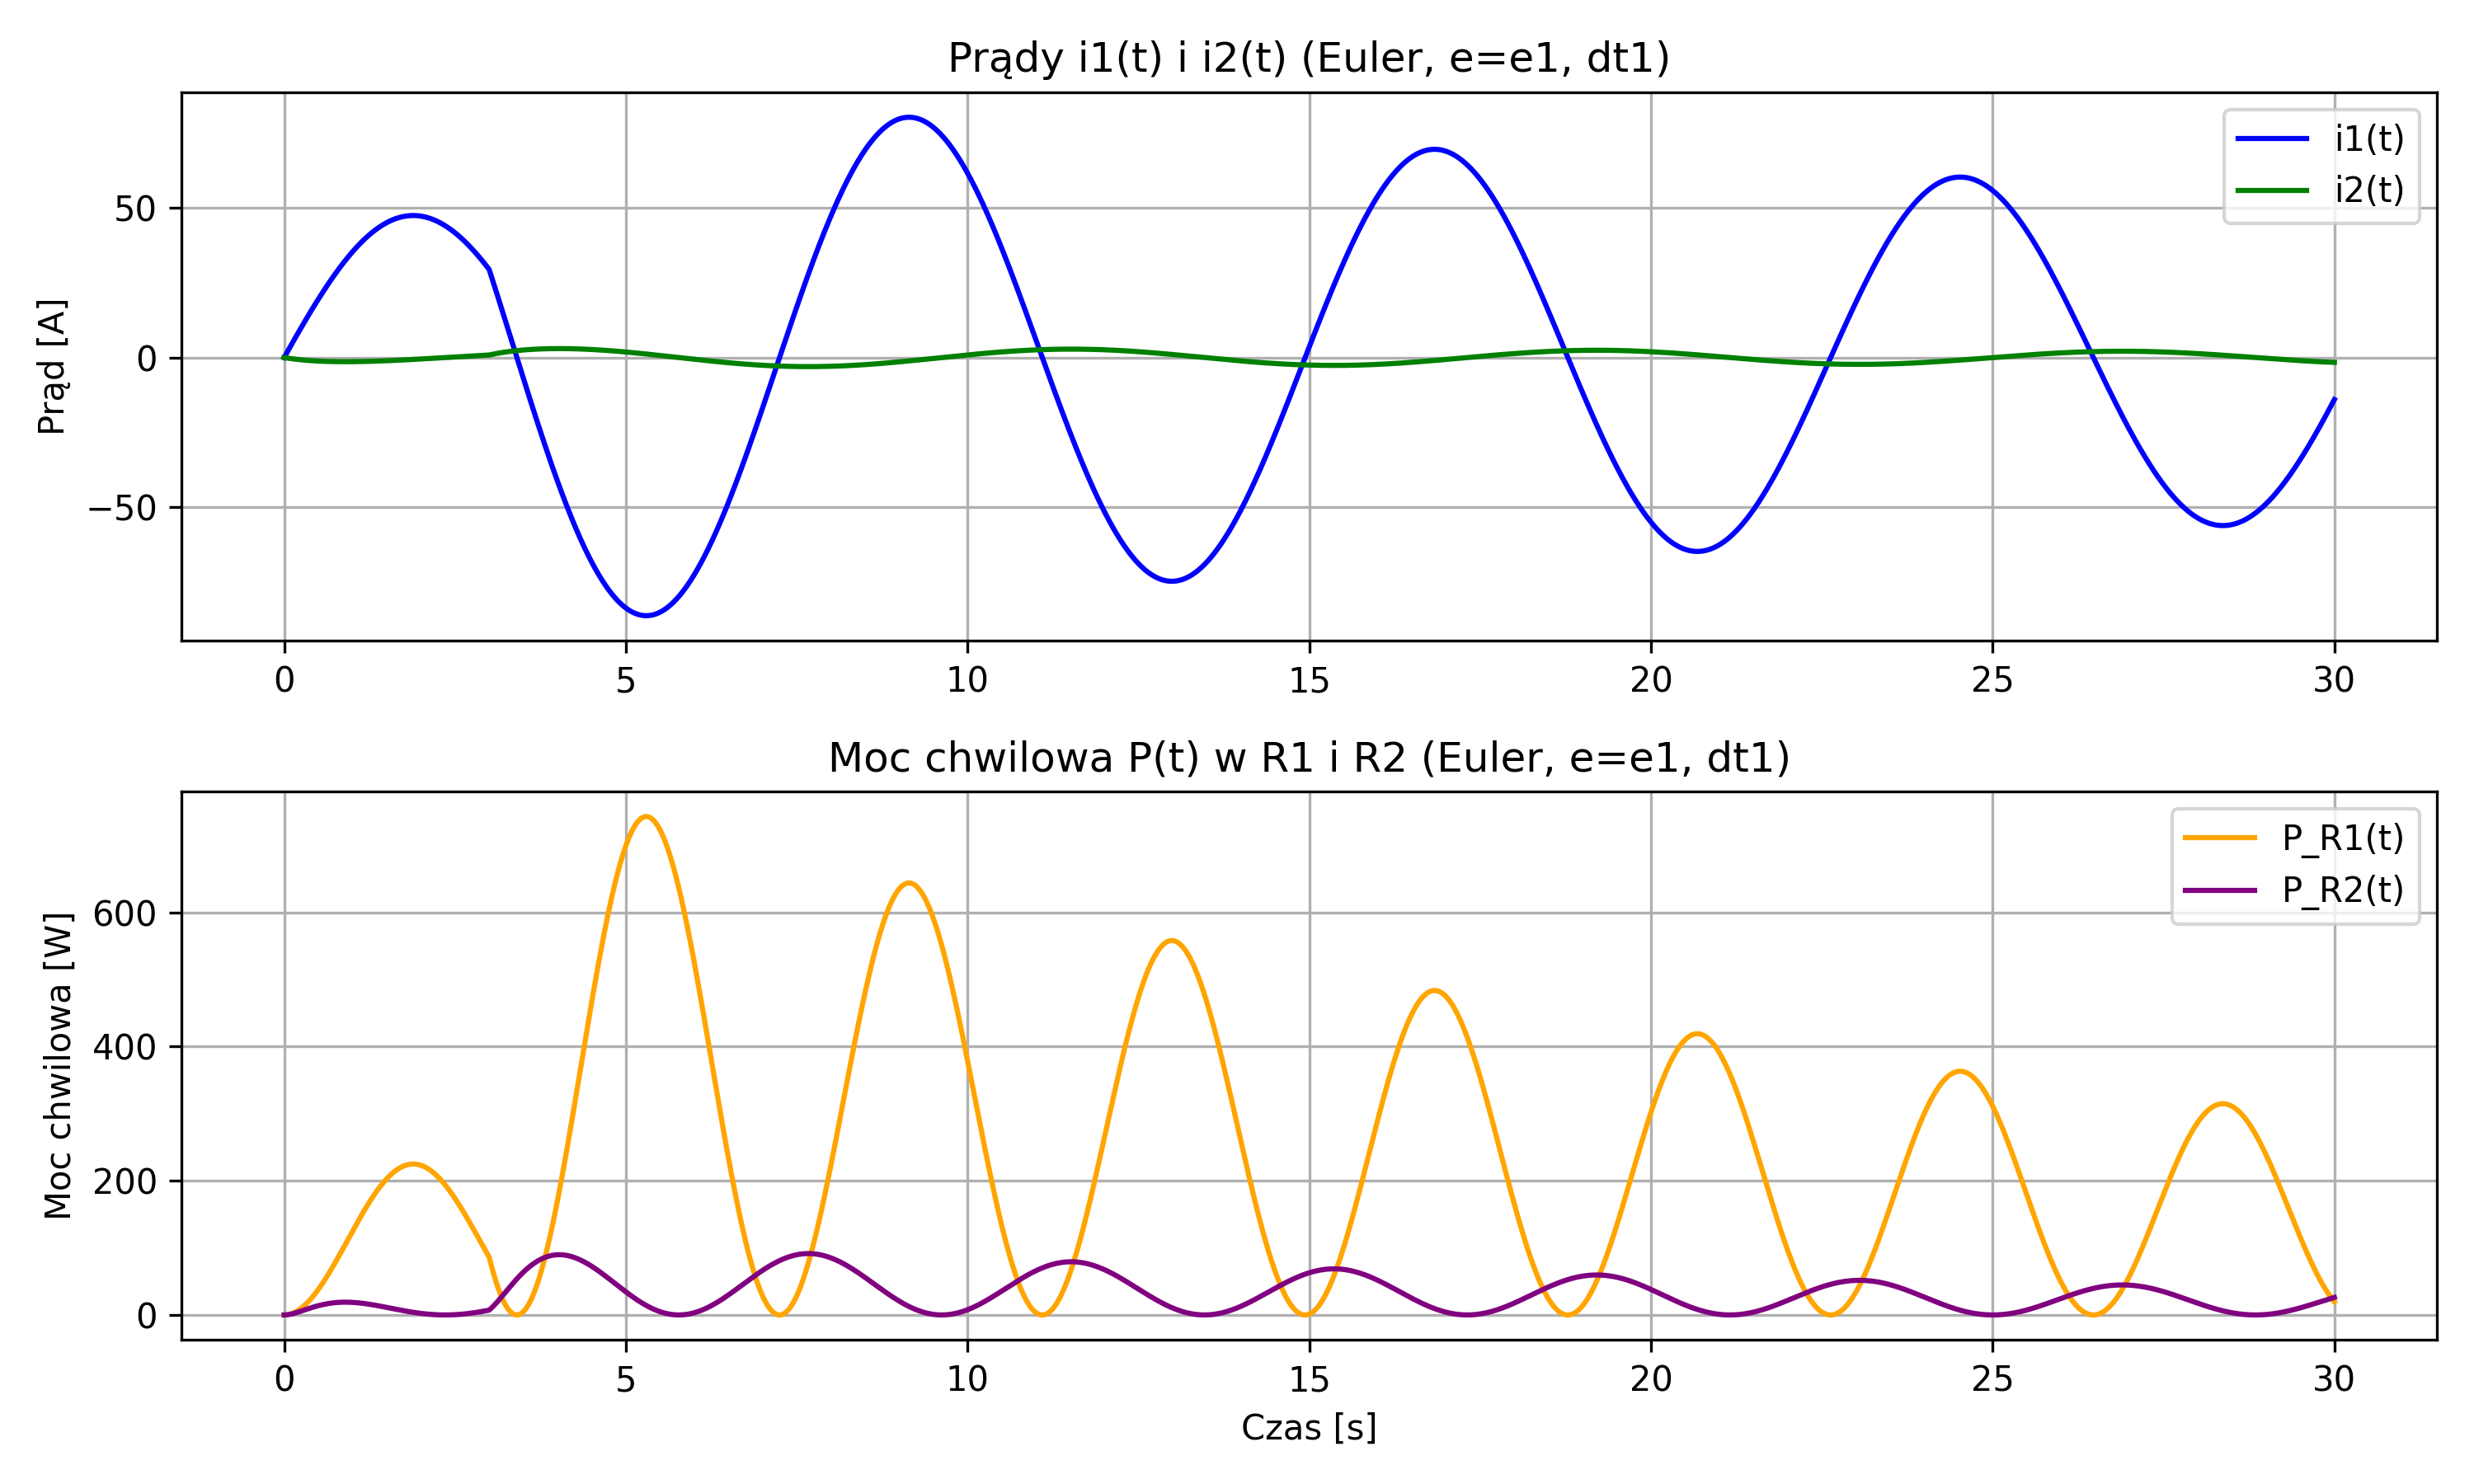 Prądy i1(t) i i2(t) (Euler, e=e1, dt1)
Prąd [A]
50
0
−50
0 5 10 15 20 25 30
i1(t)
i2(t)
Moc chwilowa P(t) w R1 i R2 (Euler, e=e1, dt1)
Moc chwilowa [W]
600
400
200
0
0 5 10 15 20 25 30
P_R1(t)
P_R2(t)
Czas [s]